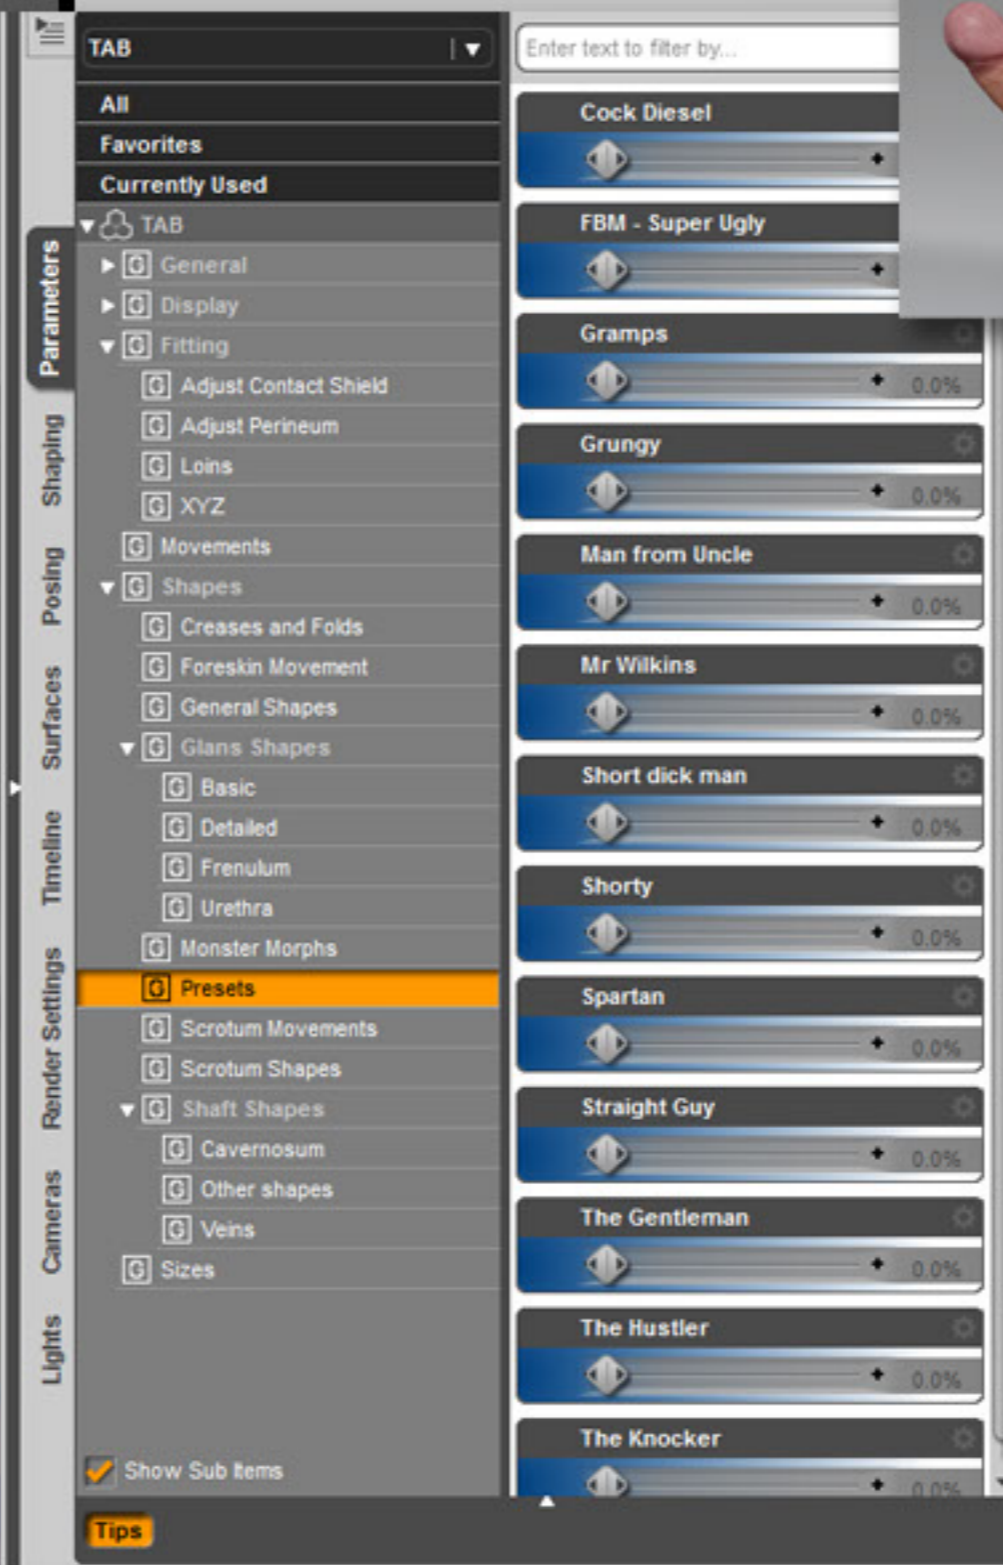 TAB
All
Favorites
Currently Used
TAB
General
Display
Fitting
Adjust Contact Shield
Adjust Perineum
Loins
XYZ
Movements
Shapes
Creases and Folds
Foreskin Movement
General Shapes
Glans Shapes
Basic
Detailed
Frenulum
Urethra
Monster Morphs
Presets
Scrotum Movements
Scrotum Shapes
Shaft Shapes
Cavernosum
Other shapes
Veins
Sizes
Show Sub Items
Tips
Parameters
Shaping
Posing
Surfaces
Timeline
Render Settings
Cameras
Lights
Enter text to filter by...
Cock Diesel
FBM - Super Ugly
Gramps
0.0%
Grungy
0.0%
Man from Uncle
0.0%
Mr Wilkins
0.0%
Short dick man
0.0%
Shorty
0.0%
Spartan
0.0%
Straight Guy
0.0%
The Gentleman
0.0%
The Hustler
0.0%
The Knocker
0.0%